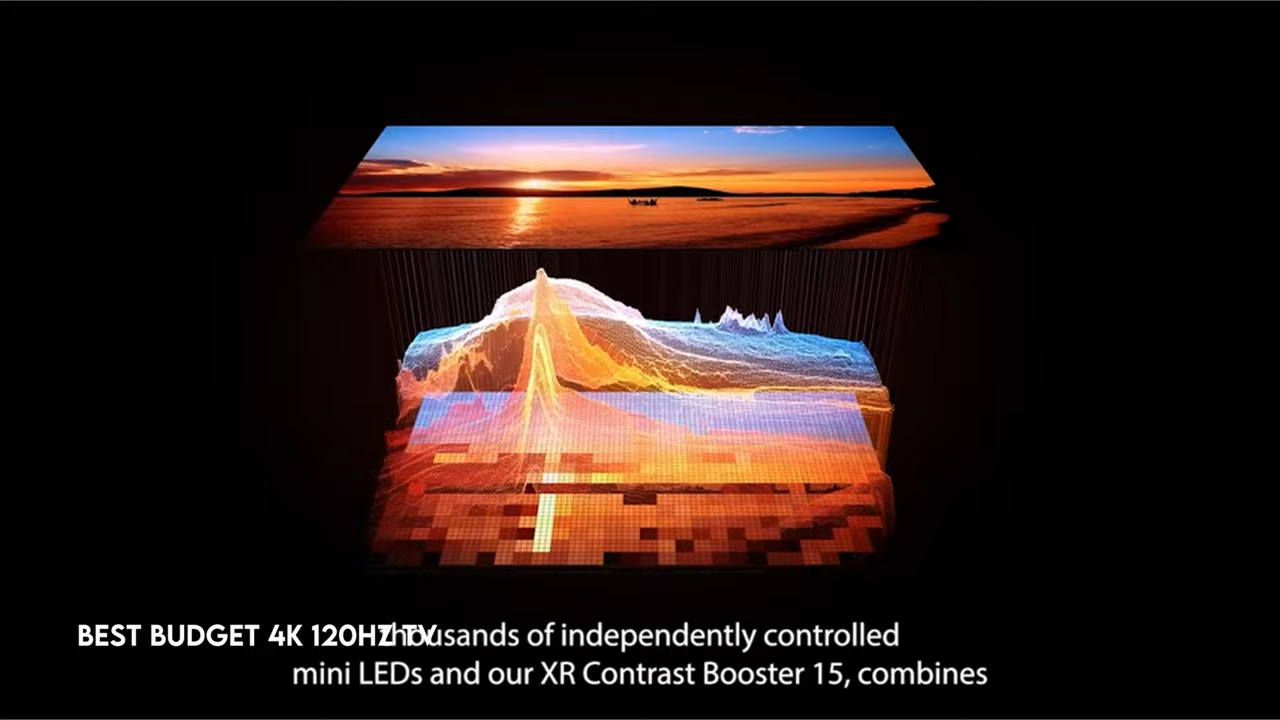 BEST BUDGET 4K 120HZ TV
thousands of independently controlled
mini LEDs and our XR Contrast Booster 15, combines